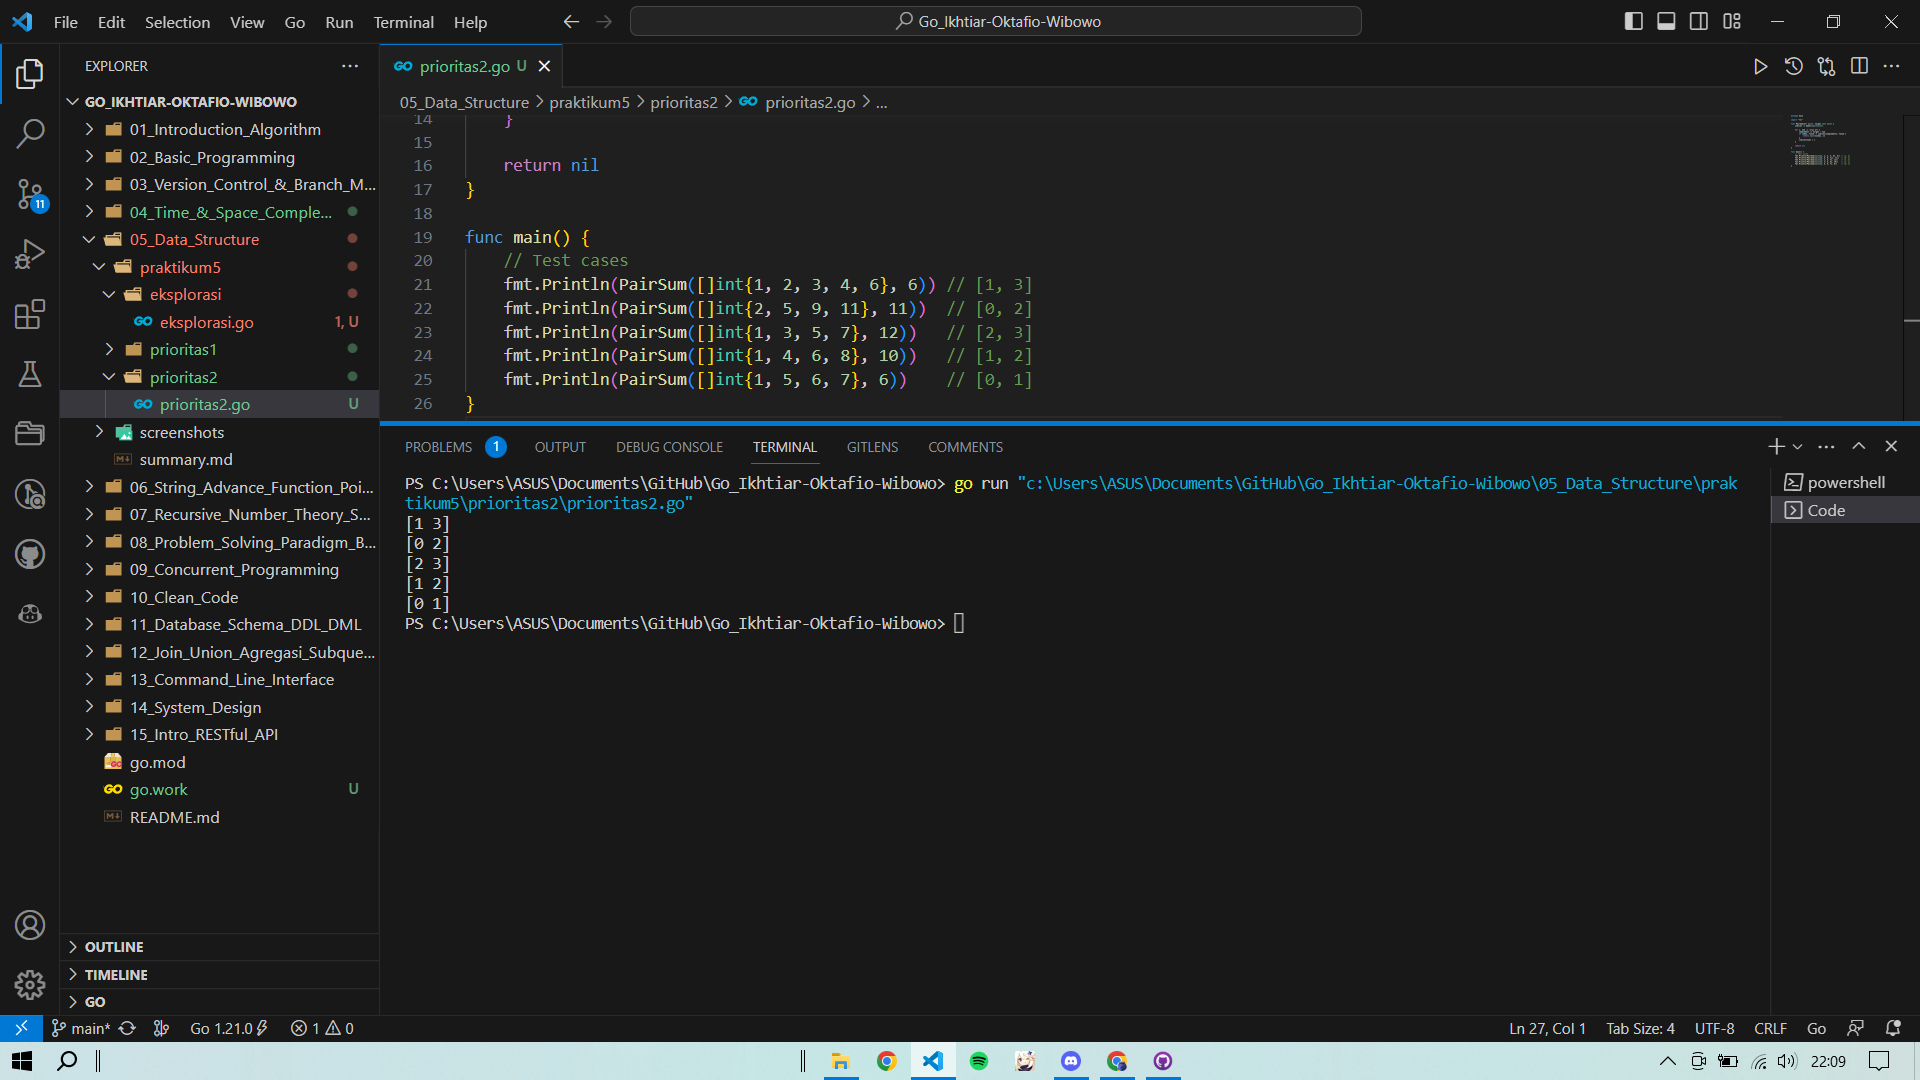 File Edit Selection View Go Run Terminal Help
Go_Ikhtiar-Oktafio-Wibowo
EXPLORER
GO_IKHTIAR-OKTAFIO-WIBOWO
01_Introduction_Algorithm
02_Basic_Programming
03_Version_Control_&_Branch_M...
04_Time_&_Space_Comple...
05_Data_Structure
praktikum5
eksplorasi
eksplorasi.go 1, U
prioritas1
prioritas2
prioritas2.go U
screenshots
summary.md
06_String_Advance_Function_Poi...
07_Recursive_Number_Theory_S...
08_Problem_Solving_Paradigm_B...
09_Concurrent_Programming
10_Clean_Code
11_Database_Schema_DDL_DML
12_Join_Union_Agregasi_Subque...
13_Command_Line_Interface
14_System_Design
15_Intro_RESTful_API
go.mod
go.work U
README.md
OUTLINE
TIMELINE
GO
11
prioritas2.go U
05_Data_Structure > praktikum5 > prioritas2 > prioritas2.go > ...
14 }
15
16 return nil
17 }
18
19 func main() {
20 // Test cases
21 fmt.Println(PairSum([]int{1, 2, 3, 4, 6}, 6)) // [1, 3]
22 fmt.Println(PairSum([]int{2, 5, 9, 11}, 11)) // [0, 2]
23 fmt.Println(PairSum([]int{1, 3, 5, 7}, 12)) // [2, 3]
24 fmt.Println(PairSum([]int{1, 4, 6, 8}, 10)) // [1, 2]
25 fmt.Println(PairSum([]int{1, 5, 6, 7}, 6)) // [0, 1]
26 }
PROBLEMS 1 OUTPUT DEBUG CONSOLE TERMINAL GITLENS COMMENTS
PS C:\Users\ASUS\Documents\GitHub\Go_Ikhtiar-Oktafio-Wibowo> go run "c:\Users\ASUS\Documents\GitHub\Go_Ikhtiar-Oktafio-Wibowo\05_Data_Structure\prak
tikum5\prioritas2\prioritas2.go"
[1 3]
[0 2]
[2 3]
[1 2]
[0 1]
PS C:\Users\ASUS\Documents\GitHub\Go_Ikhtiar-Oktafio-Wibowo>
powershell
Code
main* Go 1.21.0 1 0
Ln 27, Col 1 Tab Size: 4 UTF-8 CRLF Go
22:09